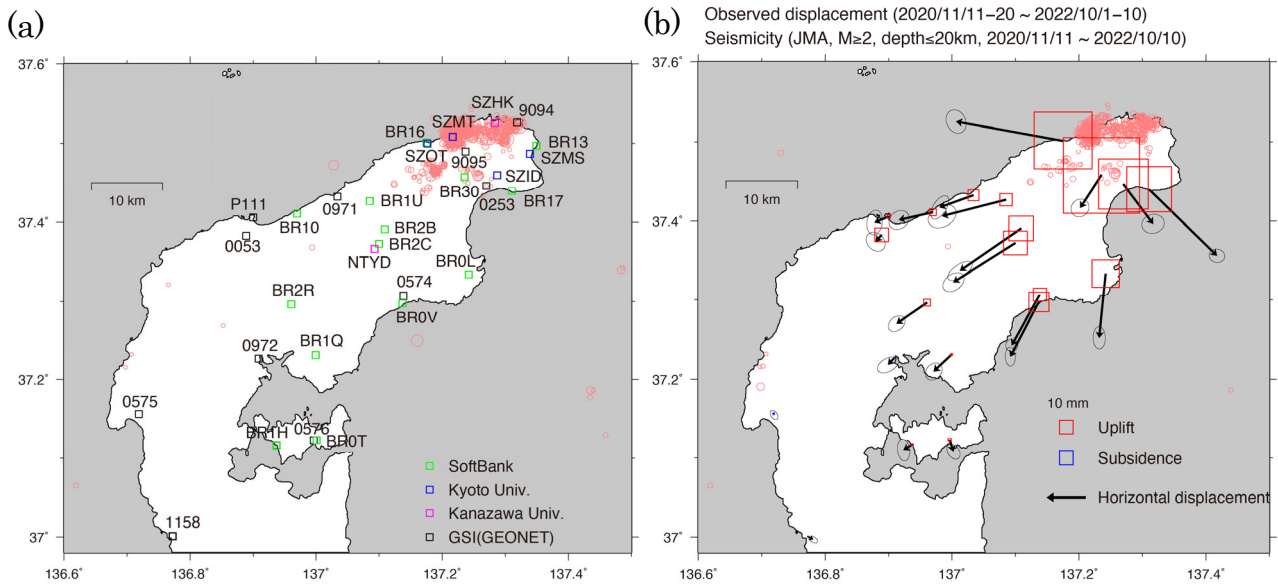 (a)
37.6°
37.4°
37.2°
37°
136.6°
136.8°
137°
137.2°
137.4°
10 km
SZHK
9094
SZMT
BR16
BR13
SZOT
9095
SZMS
SZID
BR30
0253
BR17
BR1U
0971
P111
BR10
0053
BR2B
BR2C
NTYD
BR0L
0574
BR2R
BR0V
BR1Q
0972
0575
BR1H
0576
BR0T
1158
SoftBank
Kyoto Univ.
Kanazawa Univ.
GSI(GEONET)
(b)
Observed displacement (2020/11/11−20 ~ 2022/10/1−10)
Seismicity (JMA, M≥2, depth≤20km, 2020/11/11 ~ 2022/10/10)
37.6°
37.4°
37.2°
37°
136.6°
136.8°
137°
137.2°
137.4°
10 km
10 mm
Uplift
Subsidence
Horizontal displacement